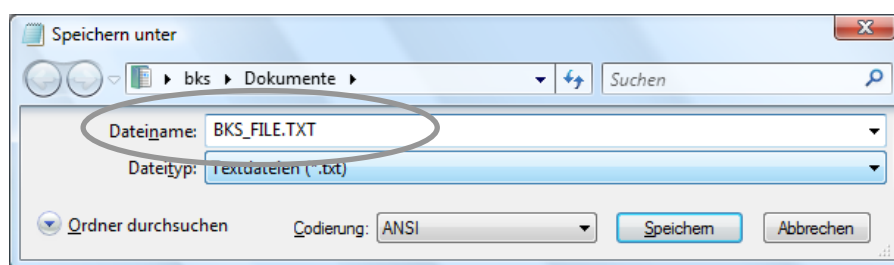 Speichern unter
bks Dokumente Suchen
Dateiname: BKS_FILE.TXT
Dateityp: Textdateien (*.txt)
Ordner durchsuchen Codierung: ANSI Speichern Abbrechen